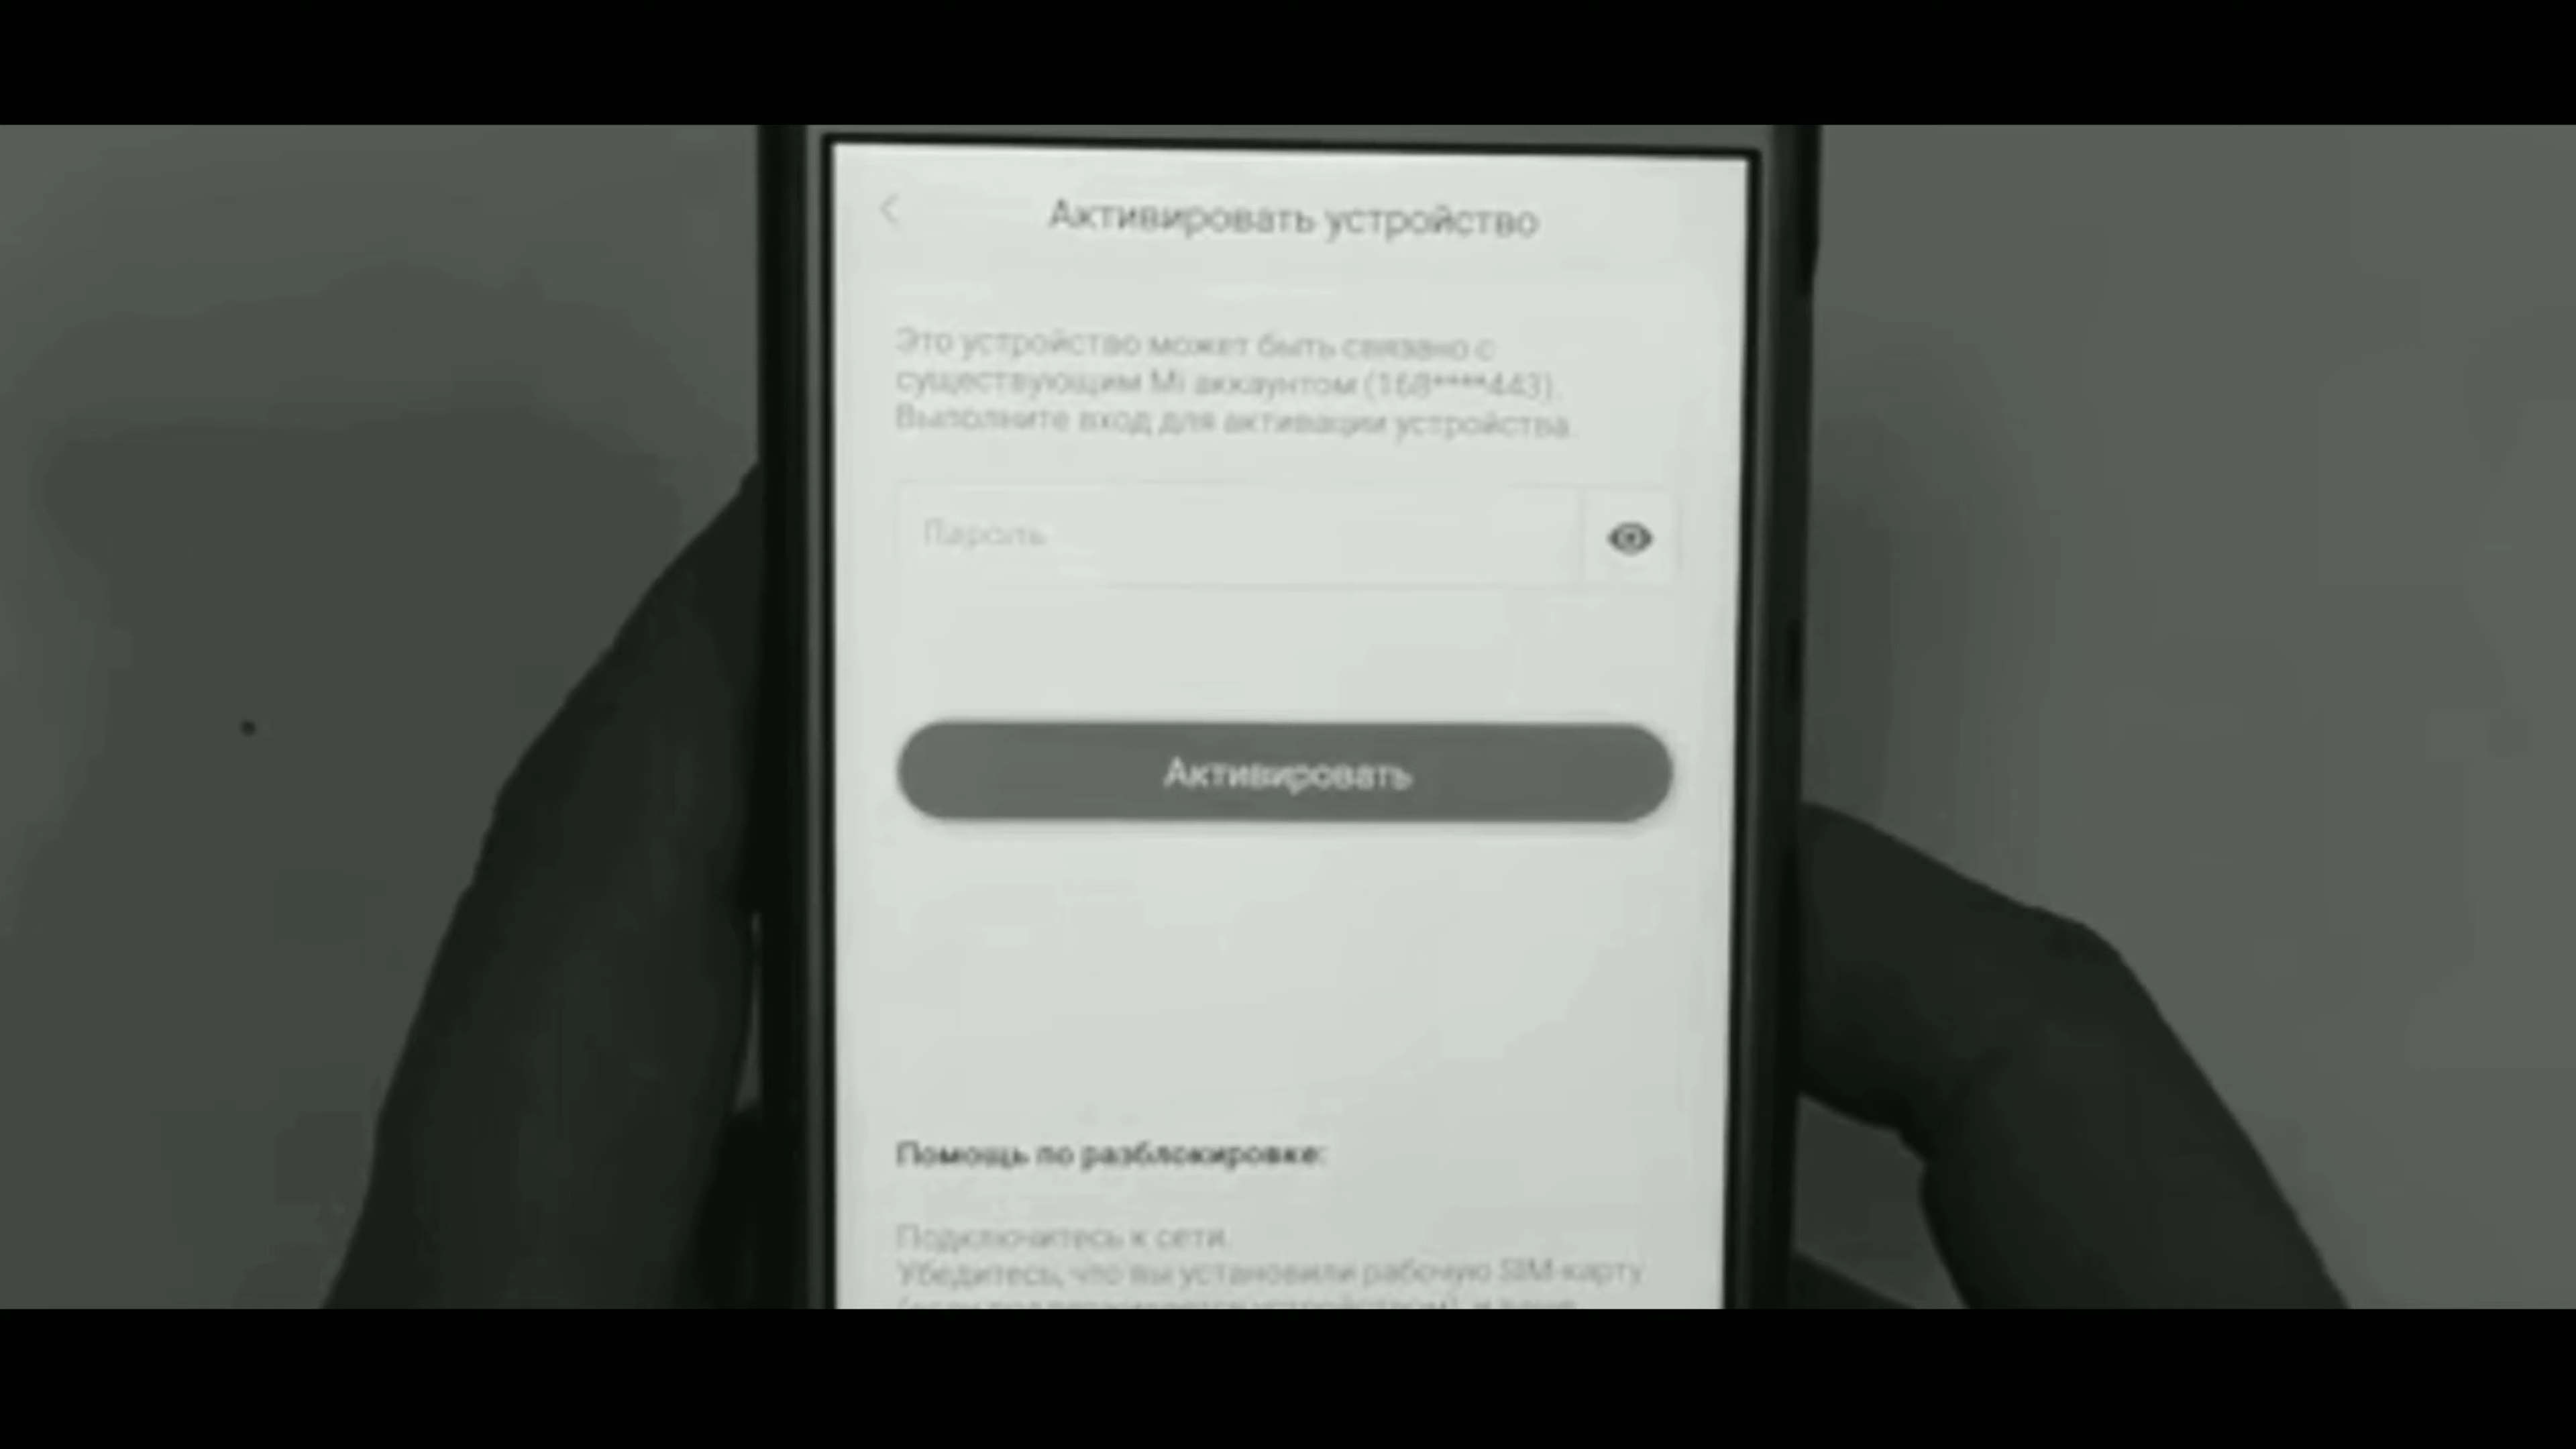 Активировать устройство
Это устройство может быть связано с
существующим Mi аккаунтом (168****443).
Выполните вход для активации устройства.
Пароль
Активировать
Помощь по разблокировке:
Подключитесь к сети.
Убедитесь, что вы установили рабочую SIM-карту